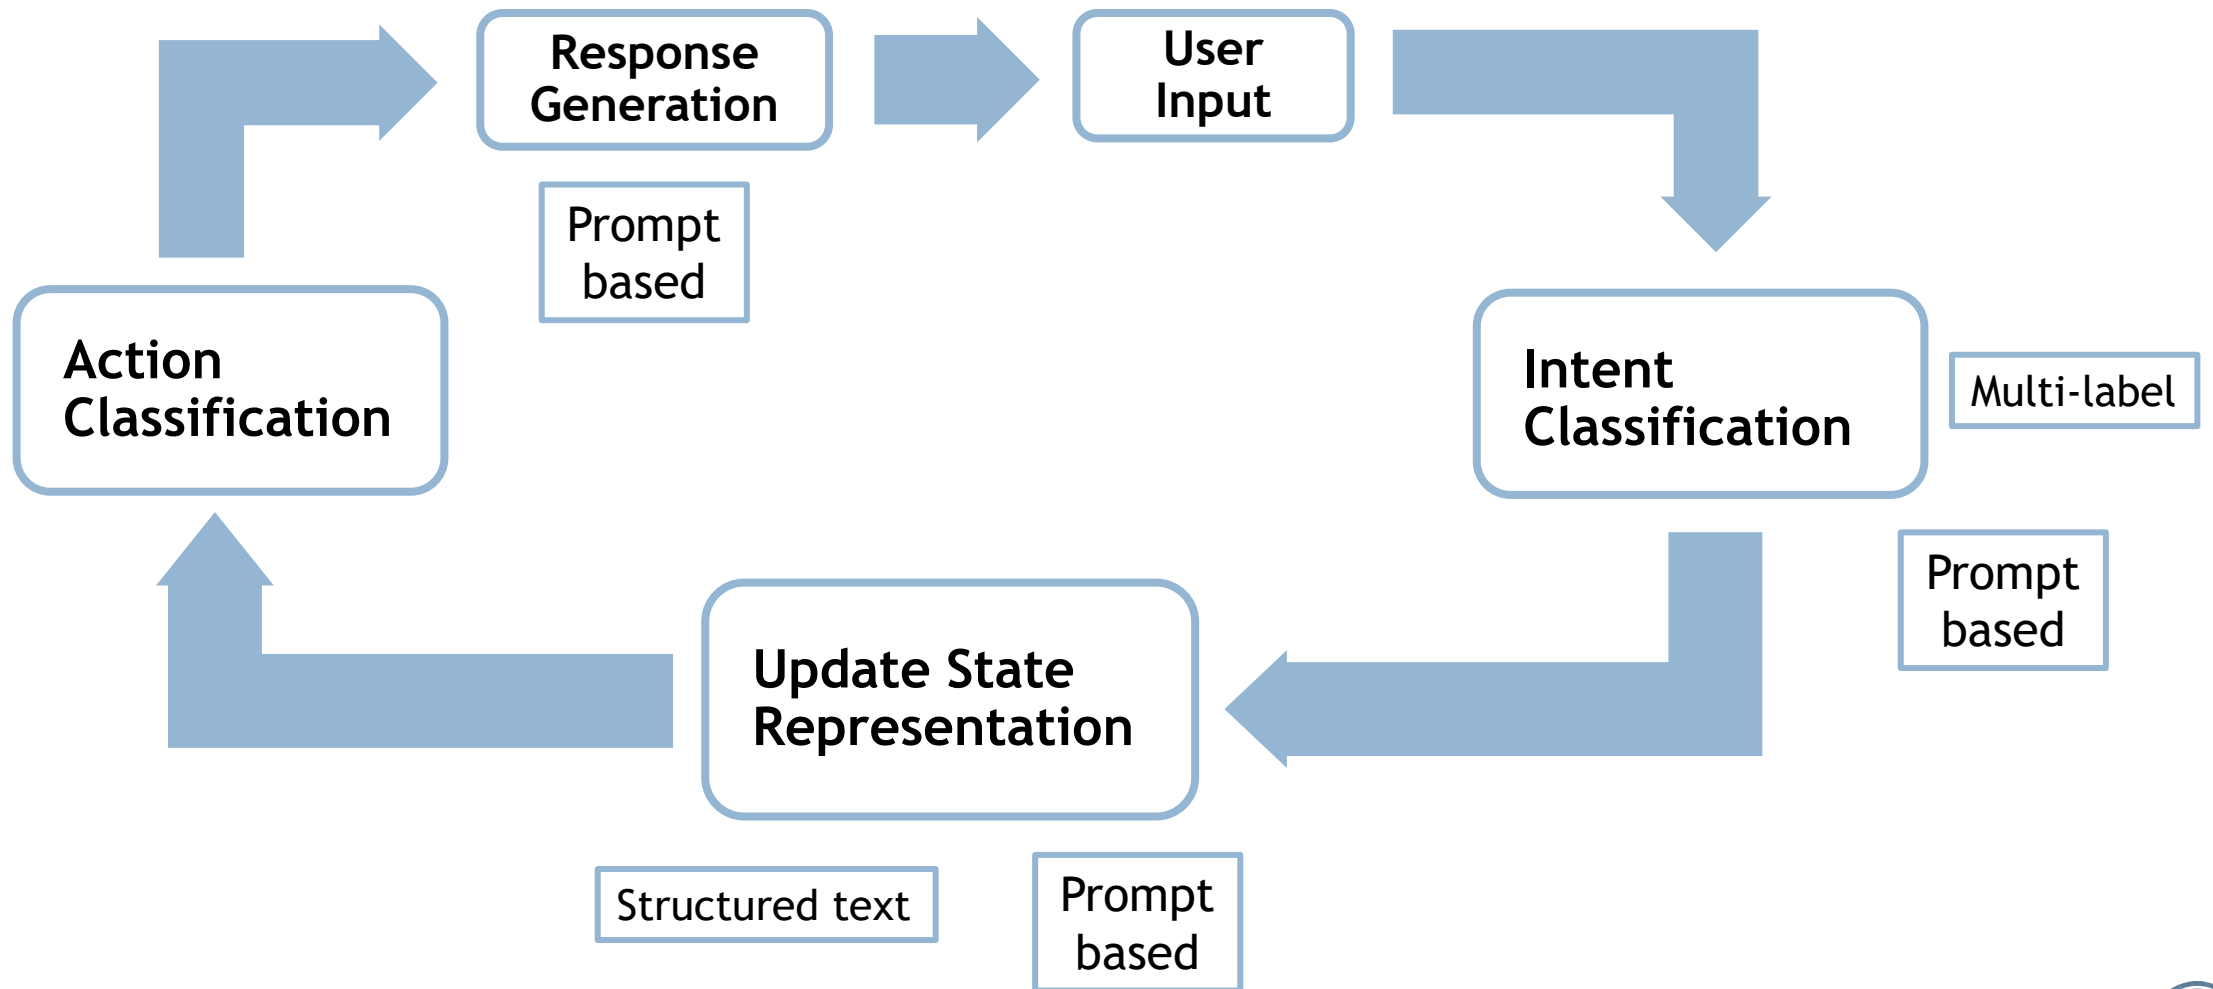 Response
Generation
User
Input
Prompt
based
Action
Classification
Intent
Classification
Multi-label
Prompt
based
Update State
Representation
Structured text
Prompt
based